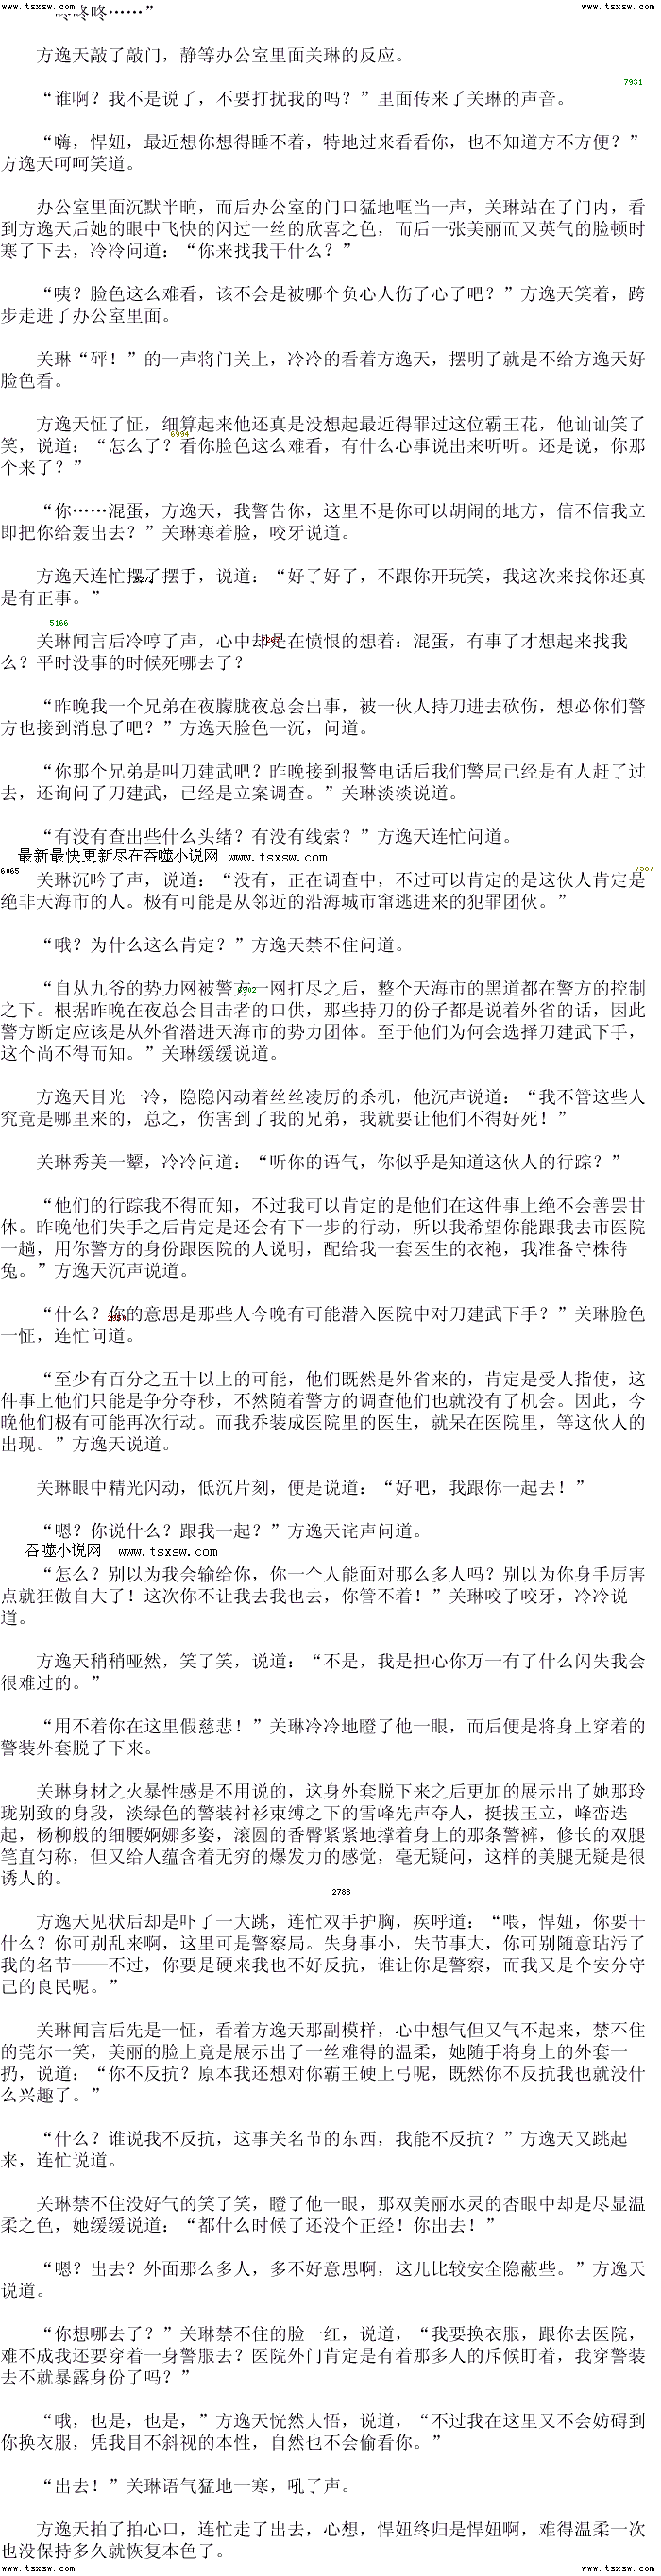 www.tsxsw.com www.tsxsw.com
咚咚……”
方逸天敲了敲门，静等办公室里面关琳的反应。
7931
“谁啊？我不是说了，不要打扰我的吗？”里面传来了关琳的声音。
“嗨，悍妞，最近想你想得睡不着，特地过来看看你，也不知道方不方便？”
方逸天呵呵笑道。
办公室里面沉默半晌，而后办公室的门口猛地哐当一声，关琳站在了门内，看
到方逸天后她的眼中飞快的闪过一丝的欣喜之色，而后一张美丽而又英气的脸顿时
寒了下去，冷冷问道：“你来找我干什么？”
“咦？脸色这么难看，该不会是被哪个负心人伤了心了吧？”方逸天笑着，跨
步走进了办公室里面。
关琳“砰！”的一声将门关上，冷冷的看着方逸天，摆明了就是不给方逸天好
脸色看。
方逸天怔了怔，细算起来他还真是没想起最近得罪过这位霸王花，他讪讪笑了
6994
笑，说道：“怎么了？看你脸色这么难看，有什么心事说出来听听。还是说，你那
个来了？”
“你……混蛋，方逸天，我警告你，这里不是你可以胡闹的地方，信不信我立
即把你给轰出去？”关琳寒着脸，咬牙说道。
方逸天连忙摆了摆手，说道：“好了好了，不跟你开玩笑，我这次来找你还真
是有正事。”
5166
关琳闻言后冷哼了声，心中却是在愤恨的想着：混蛋，有事了才想起来找我
么？平时没事的时候死哪去了？
“昨晚我一个兄弟在夜朦胧夜总会出事，被一伙人持刀进去砍伤，想必你们警
方也接到消息了吧？”方逸天脸色一沉，问道。
“你那个兄弟是叫刀建武吧？昨晚接到报警电话后我们警局已经是有人赶了过
去，还询问了刀建武，已经是立案调查。”关琳淡淡说道。
“有没有查出些什么头绪？有没有线索？”方逸天连忙问道。
最新最快更新尽在吞噬小说网 www.tsxsw.com
6065
关琳沉吟了声，说道：“没有，正在调查中，不过可以肯定的是这伙人肯定是
绝非天海市的人。极有可能是从邻近的沿海城市窜逃进来的犯罪团伙。”
“哦？为什么这么肯定？”方逸天禁不住问道。
“自从九爷的势力网被警方一网打尽之后，整个天海市的黑道都在警方的控制
之下。根据昨晚在夜总会目击者的口供，那些持刀的份子都是说着外省的话，因此
警方断定应该是从外省潜进天海市的势力团体。至于他们为何会选择刀建武下手，
这个尚不得而知。”关琳缓缓说道。
方逸天目光一冷，隐隐闪动着丝丝凌厉的杀机，他沉声说道：“我不管这些人
究竟是哪里来的，总之，伤害到了我的兄弟，我就要让他们不得好死！”
关琳秀美一颦，冷冷问道：“听你的语气，你似乎是知道这伙人的行踪？”
“他们的行踪我不得而知，不过我可以肯定的是他们在这件事上绝不会善罢甘
休。昨晚他们失手之后肯定是还会有下一步的行动，所以我希望你能跟我去市医院
一趟，用你警方的身份跟医院的人说明，配给我一套医生的衣袍，我准备守株待
兔。”方逸天沉声说道。
“什么？你的意思是那些人今晚有可能潜入医院中对刀建武下手？”关琳脸色
一怔，连忙问道。
“至少有百分之五十以上的可能，他们既然是外省来的，肯定是受人指使，这
件事上他们只能是争分夺秒，不然随着警方的调查他们也就没有了机会。因此，今
晚他们极有可能再次行动。而我乔装成医院里的医生，就呆在医院里，等这伙人的
出现。”方逸天说道。
关琳眼中精光闪动，低沉片刻，便是说道：“好吧，我跟你一起去！”
“嗯？你说什么？跟我一起？”方逸天诧声问道。
吞噬小说网 www.tsxsw.com
“怎么？别以为我会输给你，你一个人能面对那么多人吗？别以为你身手厉害
点就狂傲自大了！这次你不让我去我也去，你管不着！”关琳咬了咬牙，冷冷说
道。
方逸天稍稍哑然，笑了笑，说道：“不是，我是担心你万一有了什么闪失我会
很难过的。”
“用不着你在这里假慈悲！”关琳冷冷地瞪了他一眼，而后便是将身上穿着的
警装外套脱了下来。
关琳身材之火暴性感是不用说的，这身外套脱下来之后更加的展示出了她那玲
珑别致的身段，淡绿色的警装衬衫束缚之下的雪峰先声夺人，挺拔玉立，峰峦迭
起，杨柳般的细腰婀娜多姿，滚圆的香臀紧紧地撑着身上的那条警裤，修长的双腿
笔直匀称，但又给人蕴含着无穷的爆发力的感觉，毫无疑问，这样的美腿无疑是很
诱人的。
2788
方逸天见状后却是吓了一大跳，连忙双手护胸，疾呼道：“喂，悍妞，你要干
什么？你可别乱来啊，这里可是警察局。失身事小，失节事大，你可别随意玷污了
我的名节——不过，你要是硬来我也不好反抗，谁让你是警察，而我又是个安分守
己的良民呢。”
关琳闻言后先是一怔，看着方逸天那副模样，心中想气但又气不起来，禁不住
的莞尔一笑，美丽的脸上竟是展示出了一丝难得的温柔，她随手将身上的外套一
扔，说道：“你不反抗？原本我还想对你霸王硬上弓呢，既然你不反抗我也就没什
么兴趣了。”
“什么？谁说我不反抗，这事关名节的东西，我能不反抗？”方逸天又跳起
来，连忙说道。
关琳禁不住没好气的笑了笑，瞪了他一眼，那双美丽水灵的杏眼中却是尽显温
柔之色，她缓缓说道：“都什么时候了还没个正经！你出去！”
“嗯？出去？外面那么多人，多不好意思啊，这儿比较安全隐蔽些。”方逸天
说道。
“你想哪去了？”关琳禁不住的脸一红，说道，“我要换衣服，跟你去医院，
难不成我还要穿着一身警服去？医院外门肯定是有着那多人的斥候盯着，我穿警装
去不就暴露身份了吗？”
“哦，也是，也是，”方逸天恍然大悟，说道，“不过我在这里又不会妨碍到
你换衣服，凭我目不斜视的本性，自然也不会偷看你。”
“出去！”关琳语气猛地一寒，吼了声。
方逸天拍了拍心口，连忙走了出去，心想，悍妞终归是悍妞啊，难得温柔一次
也没保持多久就恢复本色了。
www.tsxsw.com www.tsxsw.com